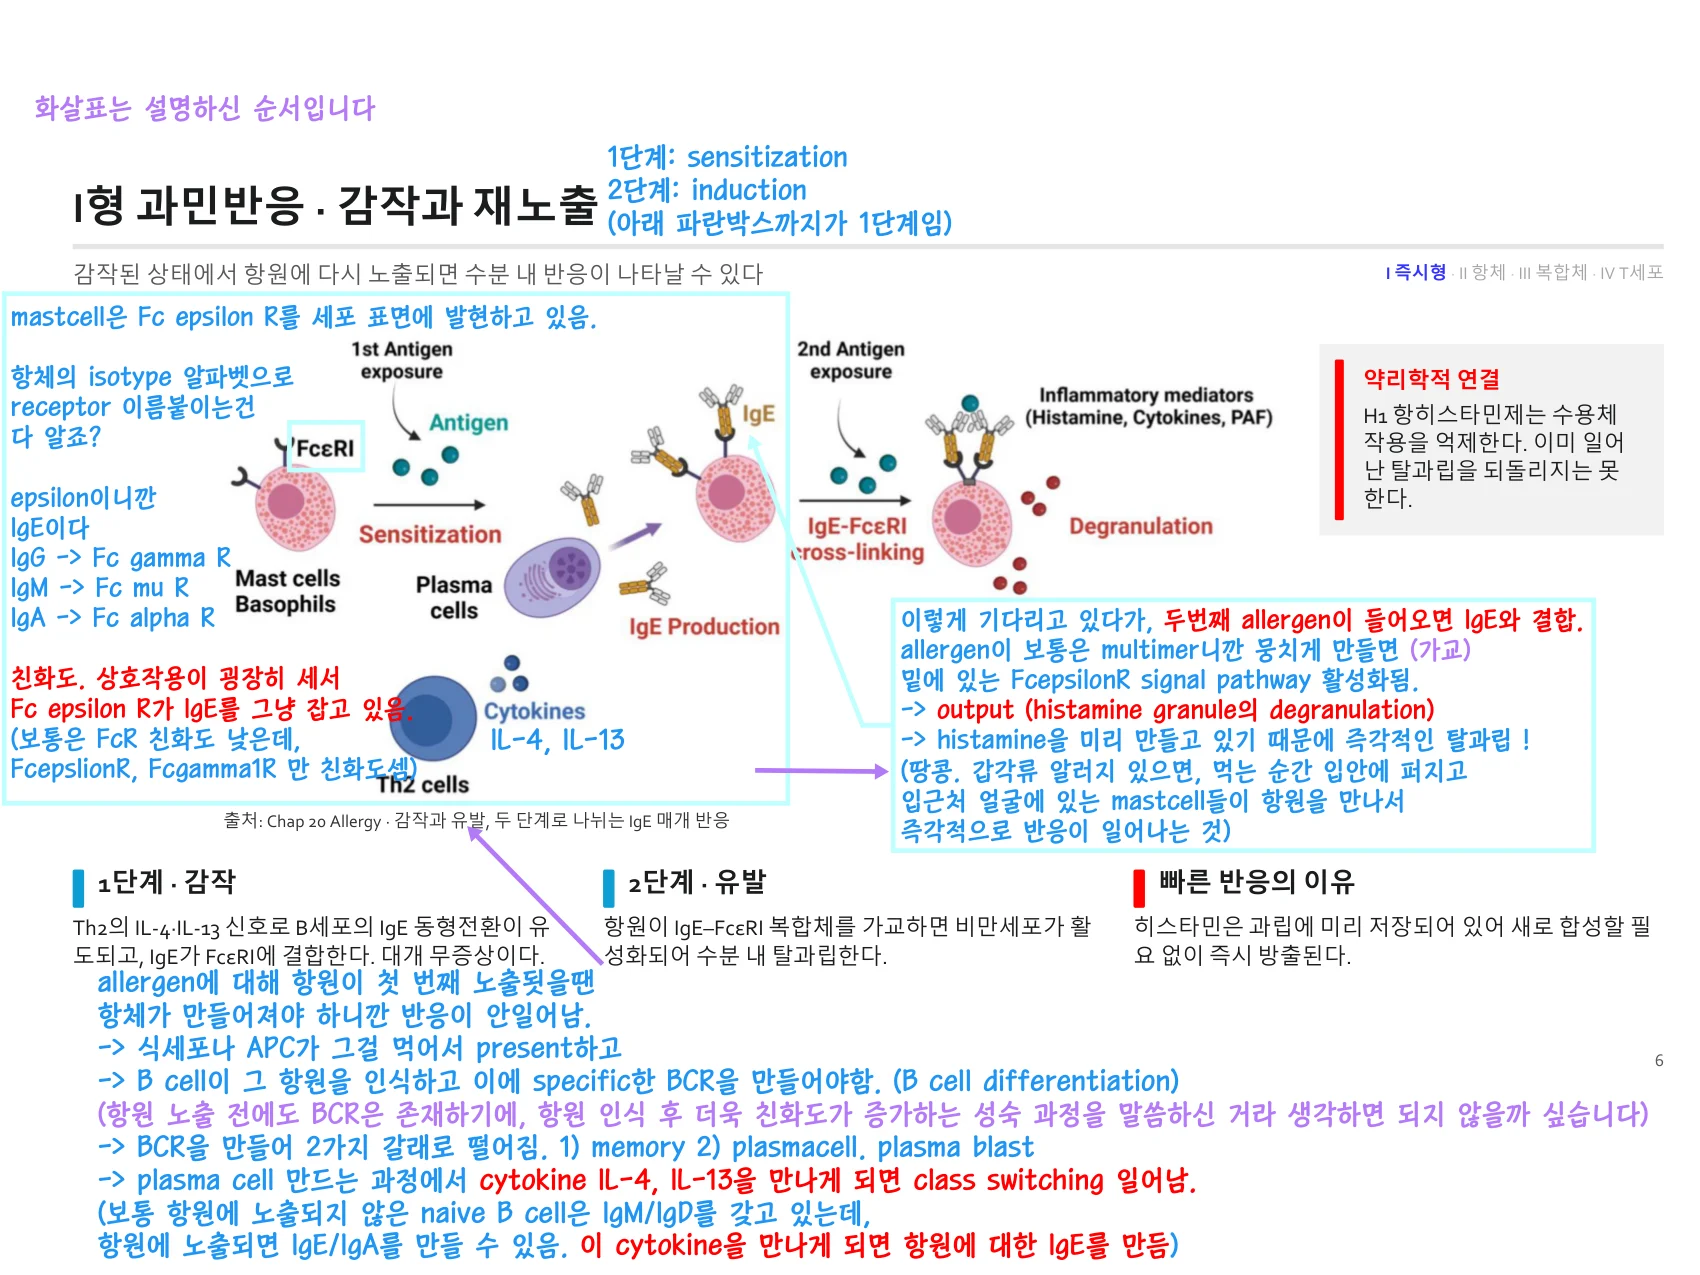 화살표는 설명하신 순서입니다
1단계: sensitization
2단계: induction
(아래 파란박스까지가 1단계임)
I형 과민반응 · 감작과 재노출
감작된 상태에서 항원에 다시 노출되면 수분 내 반응이 나타날 수 있다
I 즉시형 · II 항체 · III 복합체 · IV T세포
mastcell은 Fc epsilon R를 세포 표면에 발현하고 있음.
항체의 isotype 알파벳으로
receptor 이름붙이는건
다 알죠?
epsilon이니깐
IgE이다
IgG -> Fc gamma R
IgM -> Fc mu R
IgA -> Fc alpha R
친화도. 상호작용이 굉장히 세서
Fc epsilon R가 IgE를 그냥 잡고 있음.
(보통은 FcR 친화도 낮은데,
FcepslionR, Fcgamma1R 만 친화도셈)
1st Antigen
exposure
Antigen
FcεRI
Sensitization
Mast cells
Basophils
Plasma
cells
IgE
IgE Production
Cytokines
IL-4, IL-13
Th2 cells
2nd Antigen
exposure
IgE-FcεRI
cross-linking
Inflammatory mediators
(Histamine, Cytokines, PAF)
Degranulation
약리학적 연결
H1 항히스타민제는 수용체
작용을 억제한다. 이미 일어
난 탈과립을 되돌리지는 못
한다.
이렇게 기다리고 있다가, 두번째 allergen이 들어오면 IgE와 결합.
allergen이 보통은 multimer니깐 뭉치게 만들면 (가교)
밑에 있는 FcepsilonR signal pathway 활성화됨.
-> output (histamine granule의 degranulation)
-> histamine을 미리 만들고 있기 때문에 즉각적인 탈과립 !
(땅콩. 갑각류 알러지 있으면, 먹는 순간 입안에 퍼지고
입근처 얼굴에 있는 mastcell들이 항원을 만나서
즉각적으로 반응이 일어나는 것)
출처: Chap 20 Allergy · 감작과 유발, 두 단계로 나뉘는 IgE 매개 반응
1단계 · 감작
Th2의 IL-4·IL-13 신호로 B세포의 IgE 동형전환이 유
도되고, IgE가 FcεRI에 결합한다. 대개 무증상이다.
2단계 · 유발
항원이 IgE–FcεRI 복합체를 가교하면 비만세포가 활
성화되어 수분 내 탈과립한다.
빠른 반응의 이유
히스타민은 과립에 미리 저장되어 있어 새로 합성할 필
요 없이 즉시 방출된다.
allergen에 대해 항원이 첫 번째 노출됫을땐
항체가 만들어져야 하니깐 반응이 안일어남.
-> 식세포나 APC가 그걸 먹어서 present하고
-> B cell이 그 항원을 인식하고 이에 specific한 BCR을 만들어야함. (B cell differentiation)
(항원 노출 전에도 BCR은 존재하기에, 항원 인식 후 더욱 친화도가 증가하는 성숙 과정을 말씀하신 거라 생각하면 되지 않을까 싶습니다)
-> BCR을 만들어 2가지 갈래로 떨어짐. 1) memory 2) plasmacell. plasma blast
-> plasma cell 만드는 과정에서 cytokine IL-4, IL-13을 만나게 되면 class switching 일어남.
(보통 항원에 노출되지 않은 naive B cell은 IgM/IgD를 갖고 있는데,
항원에 노출되면 IgE/IgA를 만들 수 있음. 이 cytokine을 만나게 되면 항원에 대한 IgE를 만듬)
6